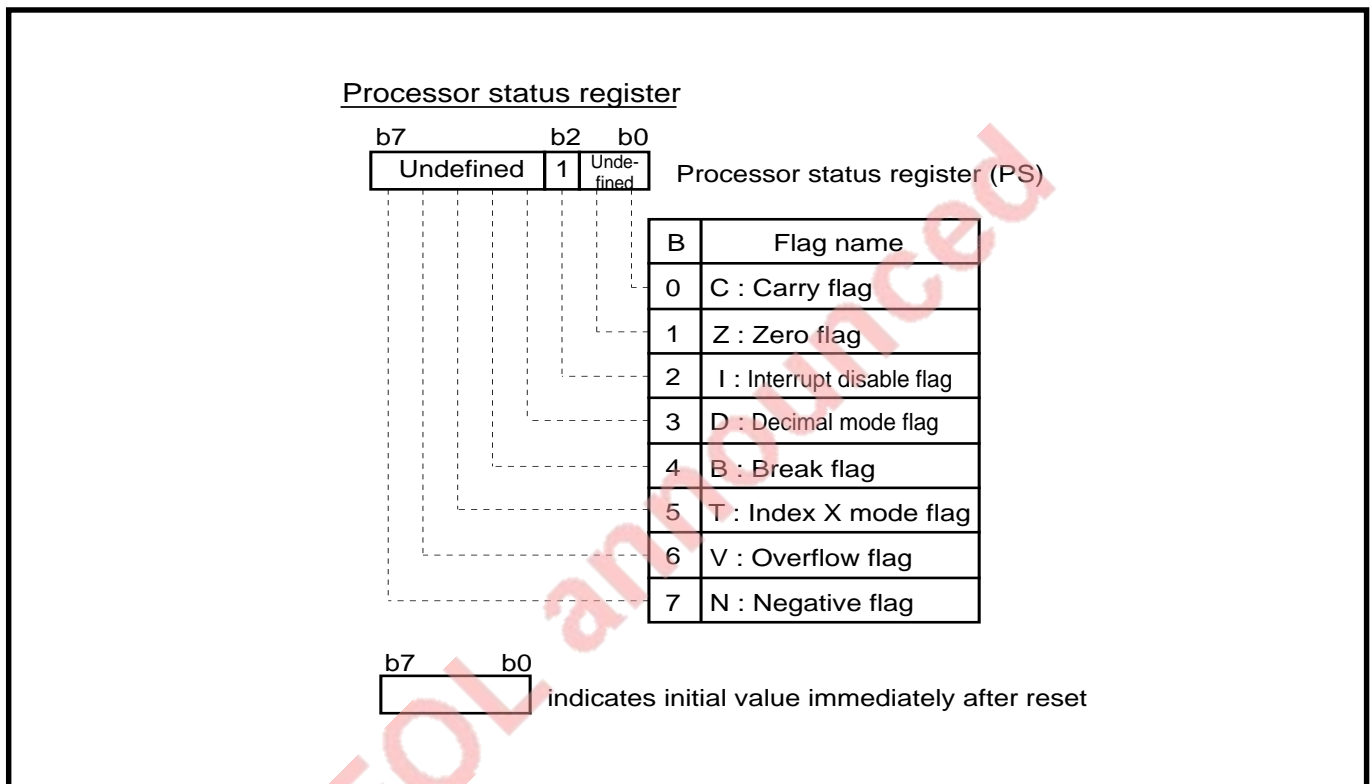 Processor status register
b7 b2 b0
Undefined 1 Unde-
fined
Processor status register (PS)
B Flag name
0 C : Carry flag
1 Z : Zero flag
2 I : Interrupt disable flag
3 D : Decimal mode flag
4 B : Break flag
5 T : Index X mode flag
6 V : Overflow flag
7 N : Negative flag
b7 b0
indicates initial value immediately after reset
EOL announced